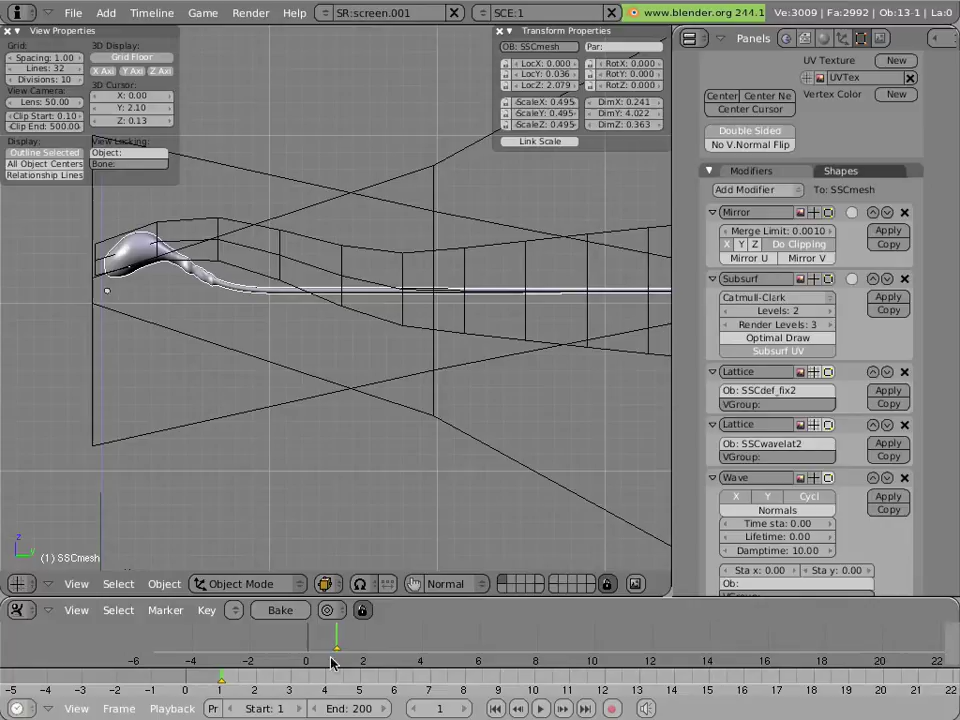 File Add Timeline Game Render Help SR:screen.001 SCE:1 www.blender.org 244.1 Ve:3009 | Fa:2992 | Ob:13-1 | La:0
View Properties
Grid:
Spacing: 1.00
Lines: 32
Divisions: 10
View Camera:
Lens: 50.00
Clip Start: 0.10
Clip End: 500.00
Display:
Outline Selected
All Object Centers
Relationship Lines
3D Display:
Grid Floor
X Axi Y Axi Z Axi
3D Cursor:
X: 0.00
Y: 2.10
Z: 0.13
View Locking:
Object:
Bone:
Transform Properties
OB: SSCmesh Par:
LocX: 0.000 RotX: 0.000
LocY: 0.036 RotY: 0.000
LocZ: 2.079 RotZ: 0.000
ScaleX: 0.495 DimX: 0.241
ScaleY: 0.495 DimY: 4.022
ScaleZ: 0.495 DimZ: 0.363
Link Scale
z
y
(1) SSCmesh
View Select Object Object Mode Normal
Panels
UV Texture New
UVTex
Vertex Color New
Center Center Ne
Center Cursor
Double Sided
No V.Normal Flip
Modifiers Shapes
Add Modifier To: SSCmesh
Mirror
Merge Limit: 0.0010 Apply
X Y Z Do Clipping Copy
Mirror U Mirror V
Subsurf
Catmull-Clark Apply
Levels: 2 Copy
Render Levels: 3
Optimal Draw
Subsurf UV
Lattice
Ob: SSCdef_fix2 Apply
VGroup: Copy
Lattice
Ob: SSCwavelat2 Apply
VGroup: Copy
Wave
X Y Cycl Apply
Normals Copy
Time sta: 0.00
Lifetime: 0.00
Damptime: 10.00
Sta x: 0.00 Sta y: 0.00
Ob:
View Select Marker Key Bake
-6 -4 -2 0 2 4 6 8 10 12 14 16 18 20 22
-5 -4 -3 -2 -1 0 1 2 3 4 5 6 7 8 9 10 11 12 13 14 15 16 17 18 19 20 21 22
View Frame Playback Pr Start: 1 End: 200 1